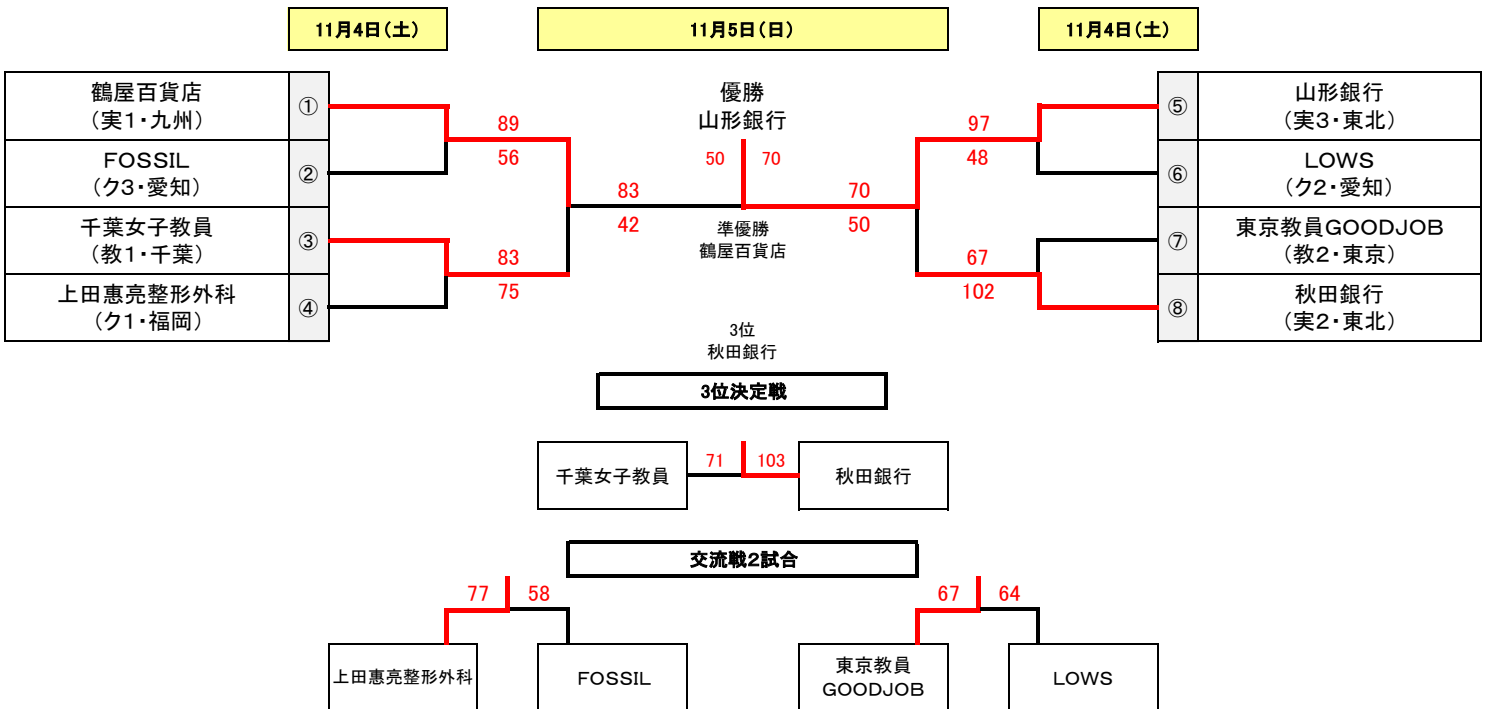 11月4日(土)
11月5日(日)
11月4日(土)
鶴屋百貨店
(実1・九州)
①
FOSSIL
(ク3・愛知)
②
千葉女子教員
(教1・千葉)
③
上田惠亮整形外科
(ク1・福岡)
④
89
56
83
75
83
42
優勝
山形銀行
50
70
準優勝
鶴屋百貨店
3位
秋田銀行
70
50
97
48
67
102
⑤
山形銀行
(実3・東北)
⑥
LOWS
(ク2・愛知)
⑦
東京教員GOODJOB
(教2・東京)
⑧
秋田銀行
(実2・東北)
3位決定戦
千葉女子教員
71
103
秋田銀行
交流戦2試合
77
58
67
64
上田惠亮整形外科
FOSSIL
東京教員
GOODJOB
LOWS